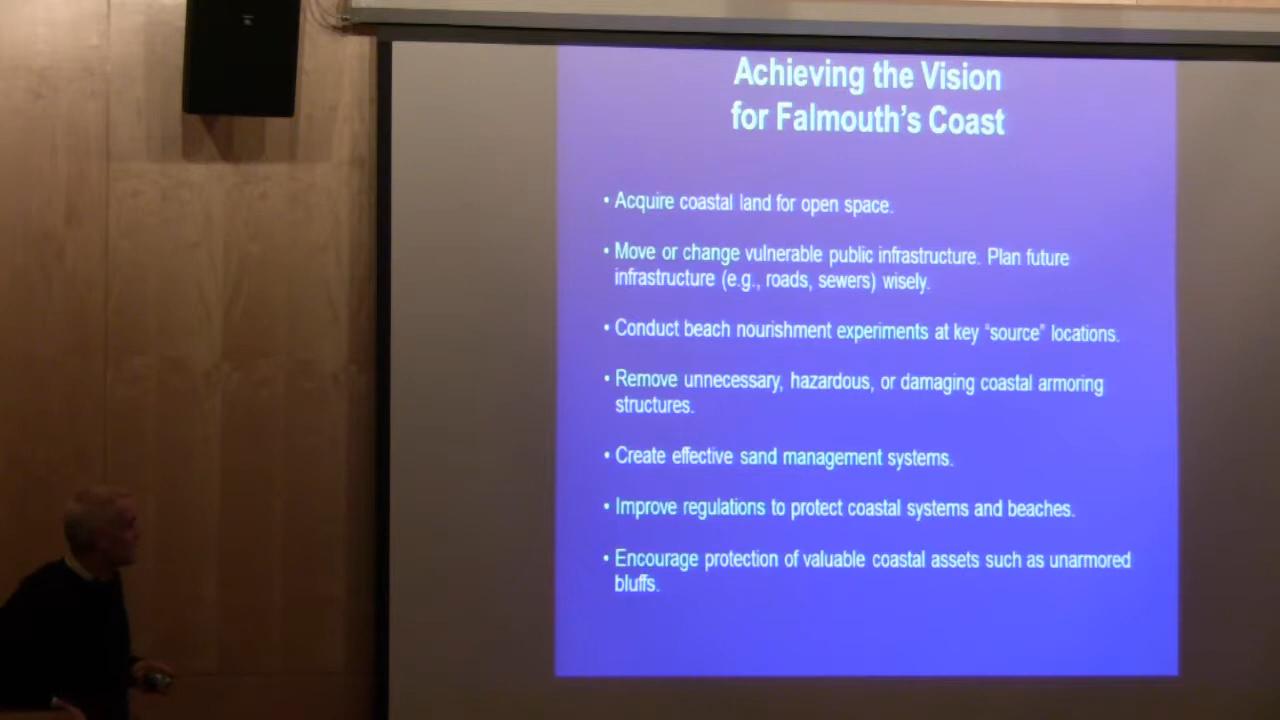 Achieving the Vision
for Falmouth's Coast
• Acquire coastal land for open space.
• Move or change vulnerable public infrastructure. Plan future
infrastructure (e.g., roads, sewers) wisely.
• Conduct beach nourishment experiments at key "source" locations.
• Remove unnecessary, hazardous, or damaging coastal armoring
structures.
• Create effective sand management systems.
• Improve regulations to protect coastal systems and beaches.
• Encourage protection of valuable coastal assets such as unarmored
bluffs.